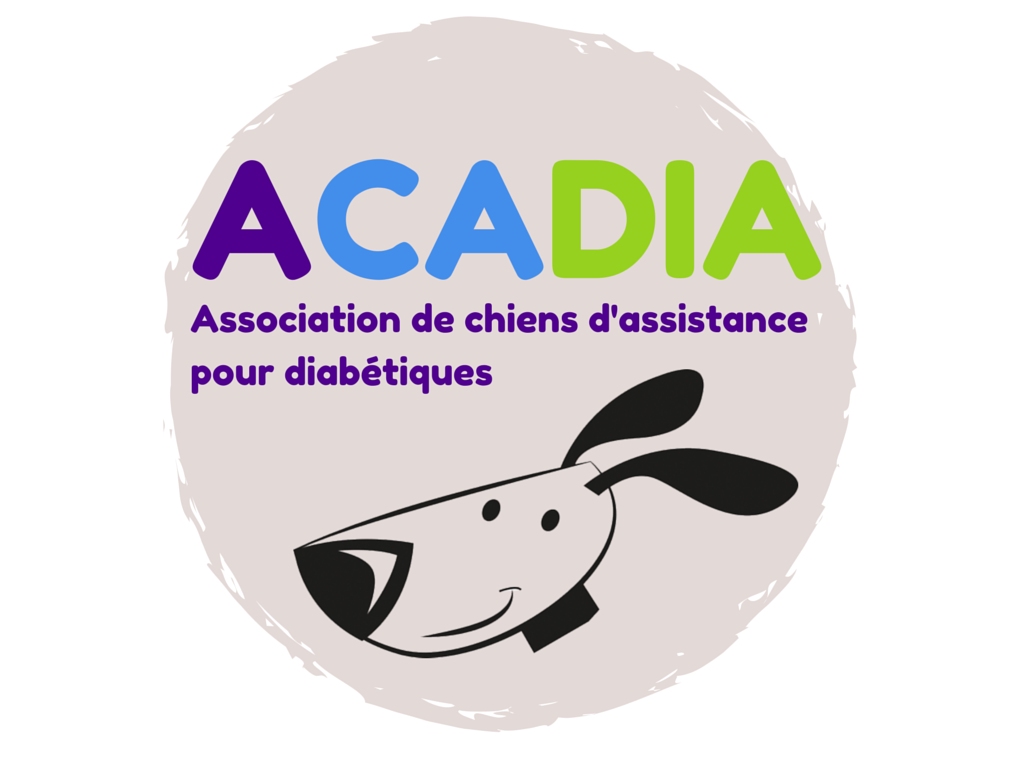 ACADIA
Association de chiens d'assistance
pour diabétiques